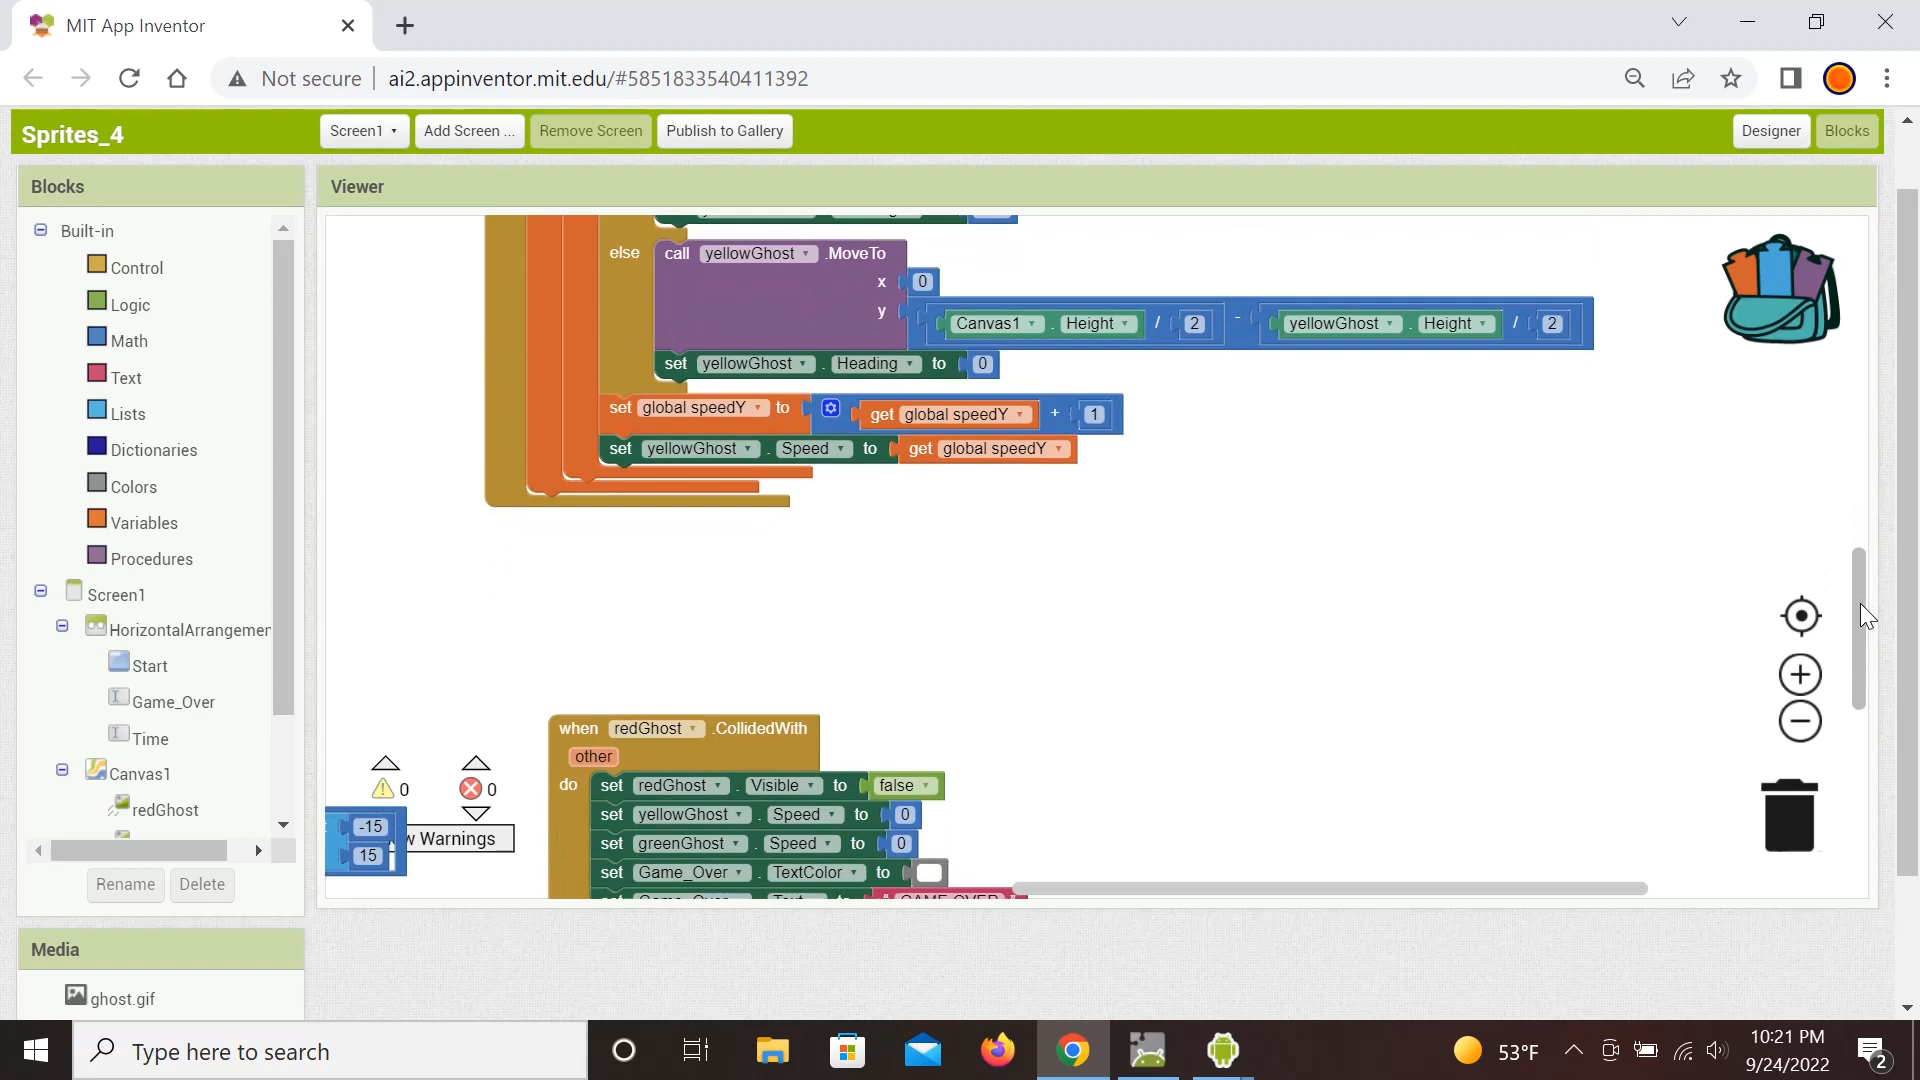 MIT App Inventor
Not secure ai2.appinventor.mit.edu/#5851833540411392
Sprites_4
Screen1 Add Screen ... Remove Screen Publish to Gallery Designer Blocks
Blocks
Viewer
Built-in
Control
Logic
Math
Text
Lists
Dictionaries
Colors
Variables
Procedures
Screen1
HorizontalArrangemen
Start
Game_Over
Time
Canvas1
redGhost
Rename Delete
Media
ghost.gif
else call yellowGhost .MoveTo
x 0
y Canvas1 . Height / 2 - yellowGhost . Height / 2
set yellowGhost . Heading to 0
set global speedY to get global speedY + 1
set yellowGhost . Speed to get global speedY
when redGhost .CollidedWith
other
do set redGhost . Visible to false
set yellowGhost . Speed to 0
set greenGhost . Speed to 0
set Game_Over . TextColor to
0 0
w Warnings
-15
15
Type here to search
53°F
10:21 PM
9/24/2022
2